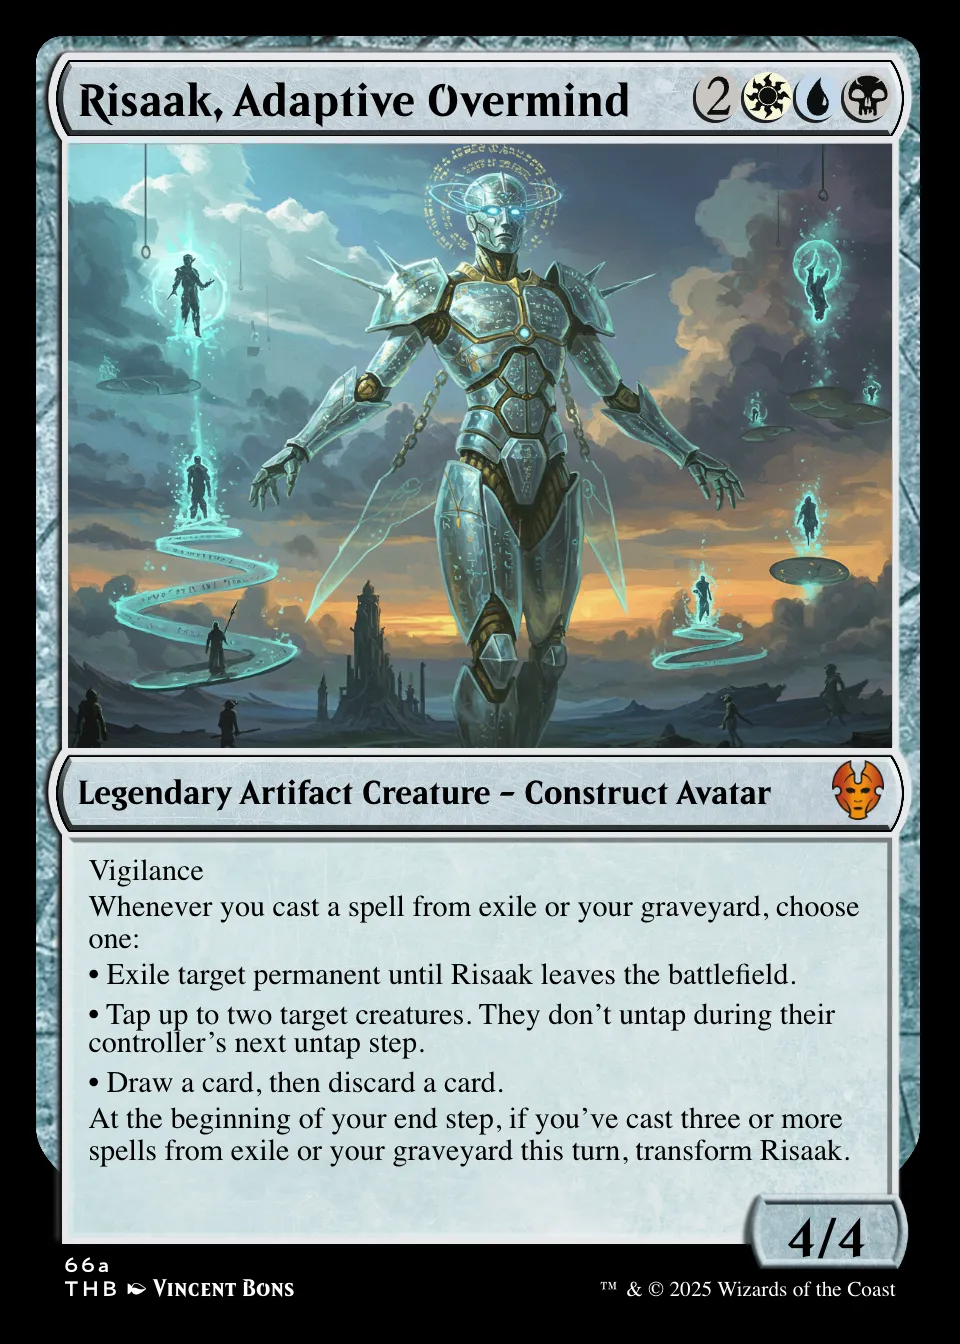 Risaak, Adaptive Overmind 2
Legendary Artifact Creature – Construct Avatar
Vigilance
Whenever you cast a spell from exile or your graveyard, choose
one:
• Exile target permanent until Risaak leaves the battlefield.
• Tap up to two target creatures. They don’t untap during their
controller’s next untap step.
• Draw a card, then discard a card.
At the beginning of your end step, if you’ve cast three or more
spells from exile or your graveyard this turn, transform Risaak.
4/4
66a
THB Vincent Bons
™ & © 2025 Wizards of the Coast